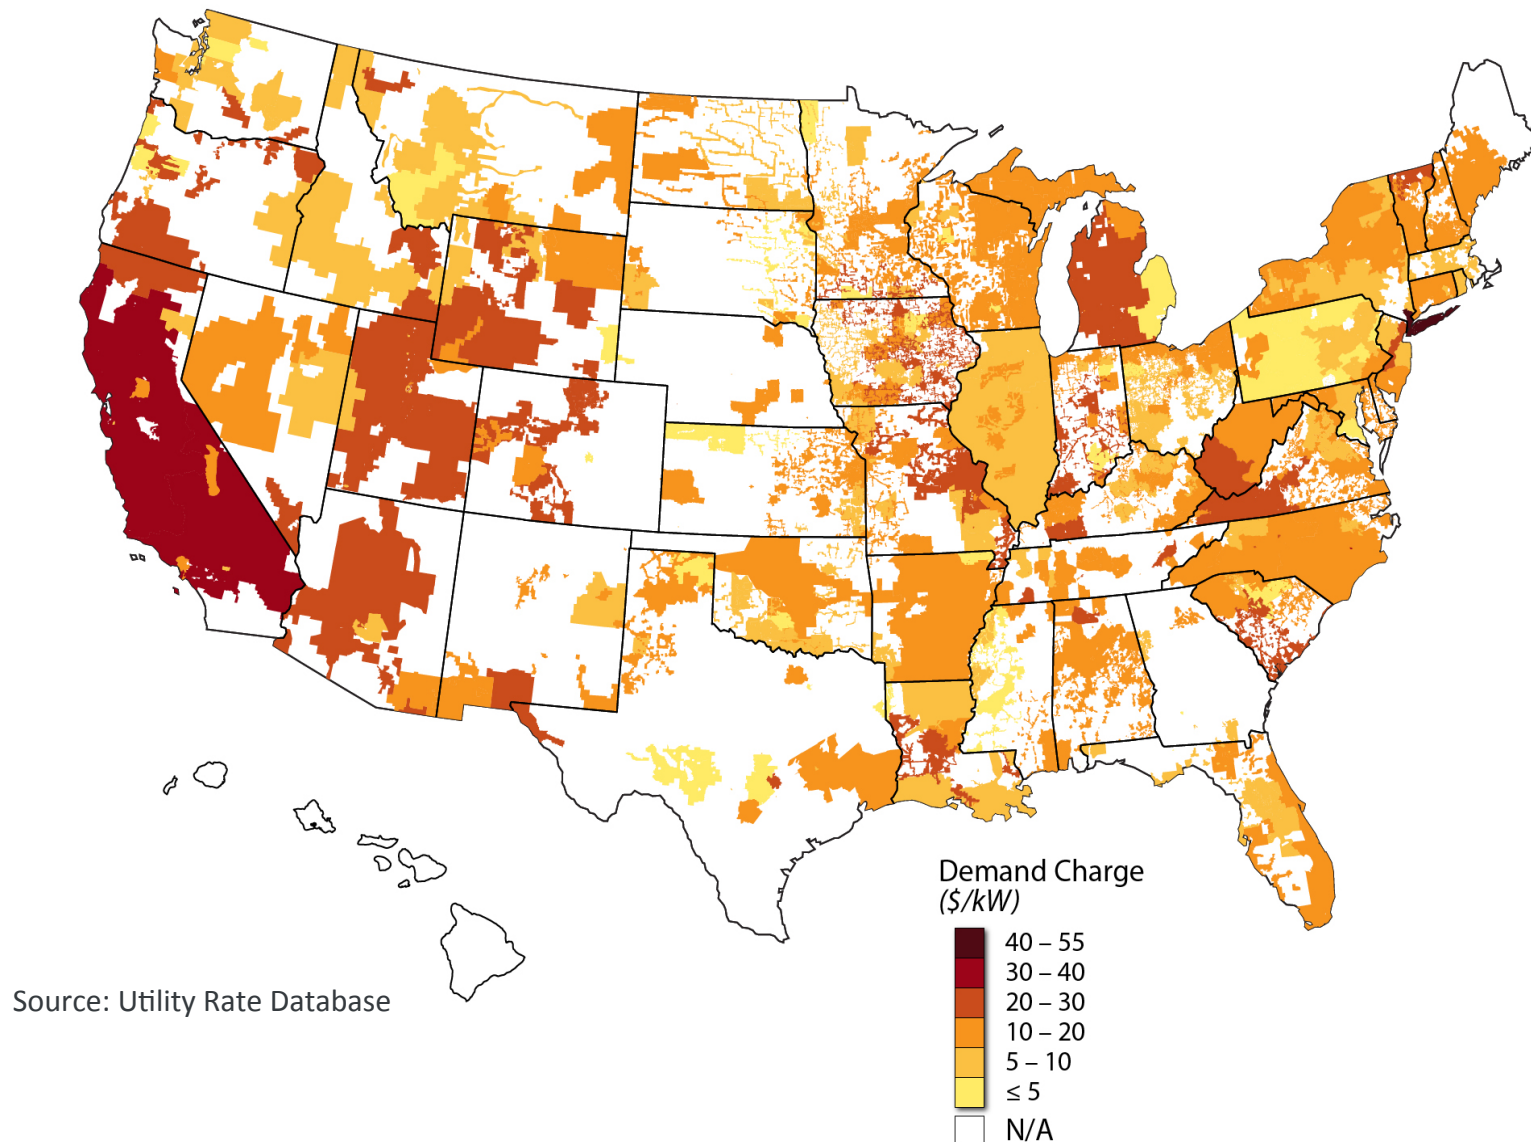 Demand Charge
($/kW)
40 – 55
30 – 40
20 – 30
10 – 20
5 – 10
≤ 5
N/A
Source: Utility Rate Database